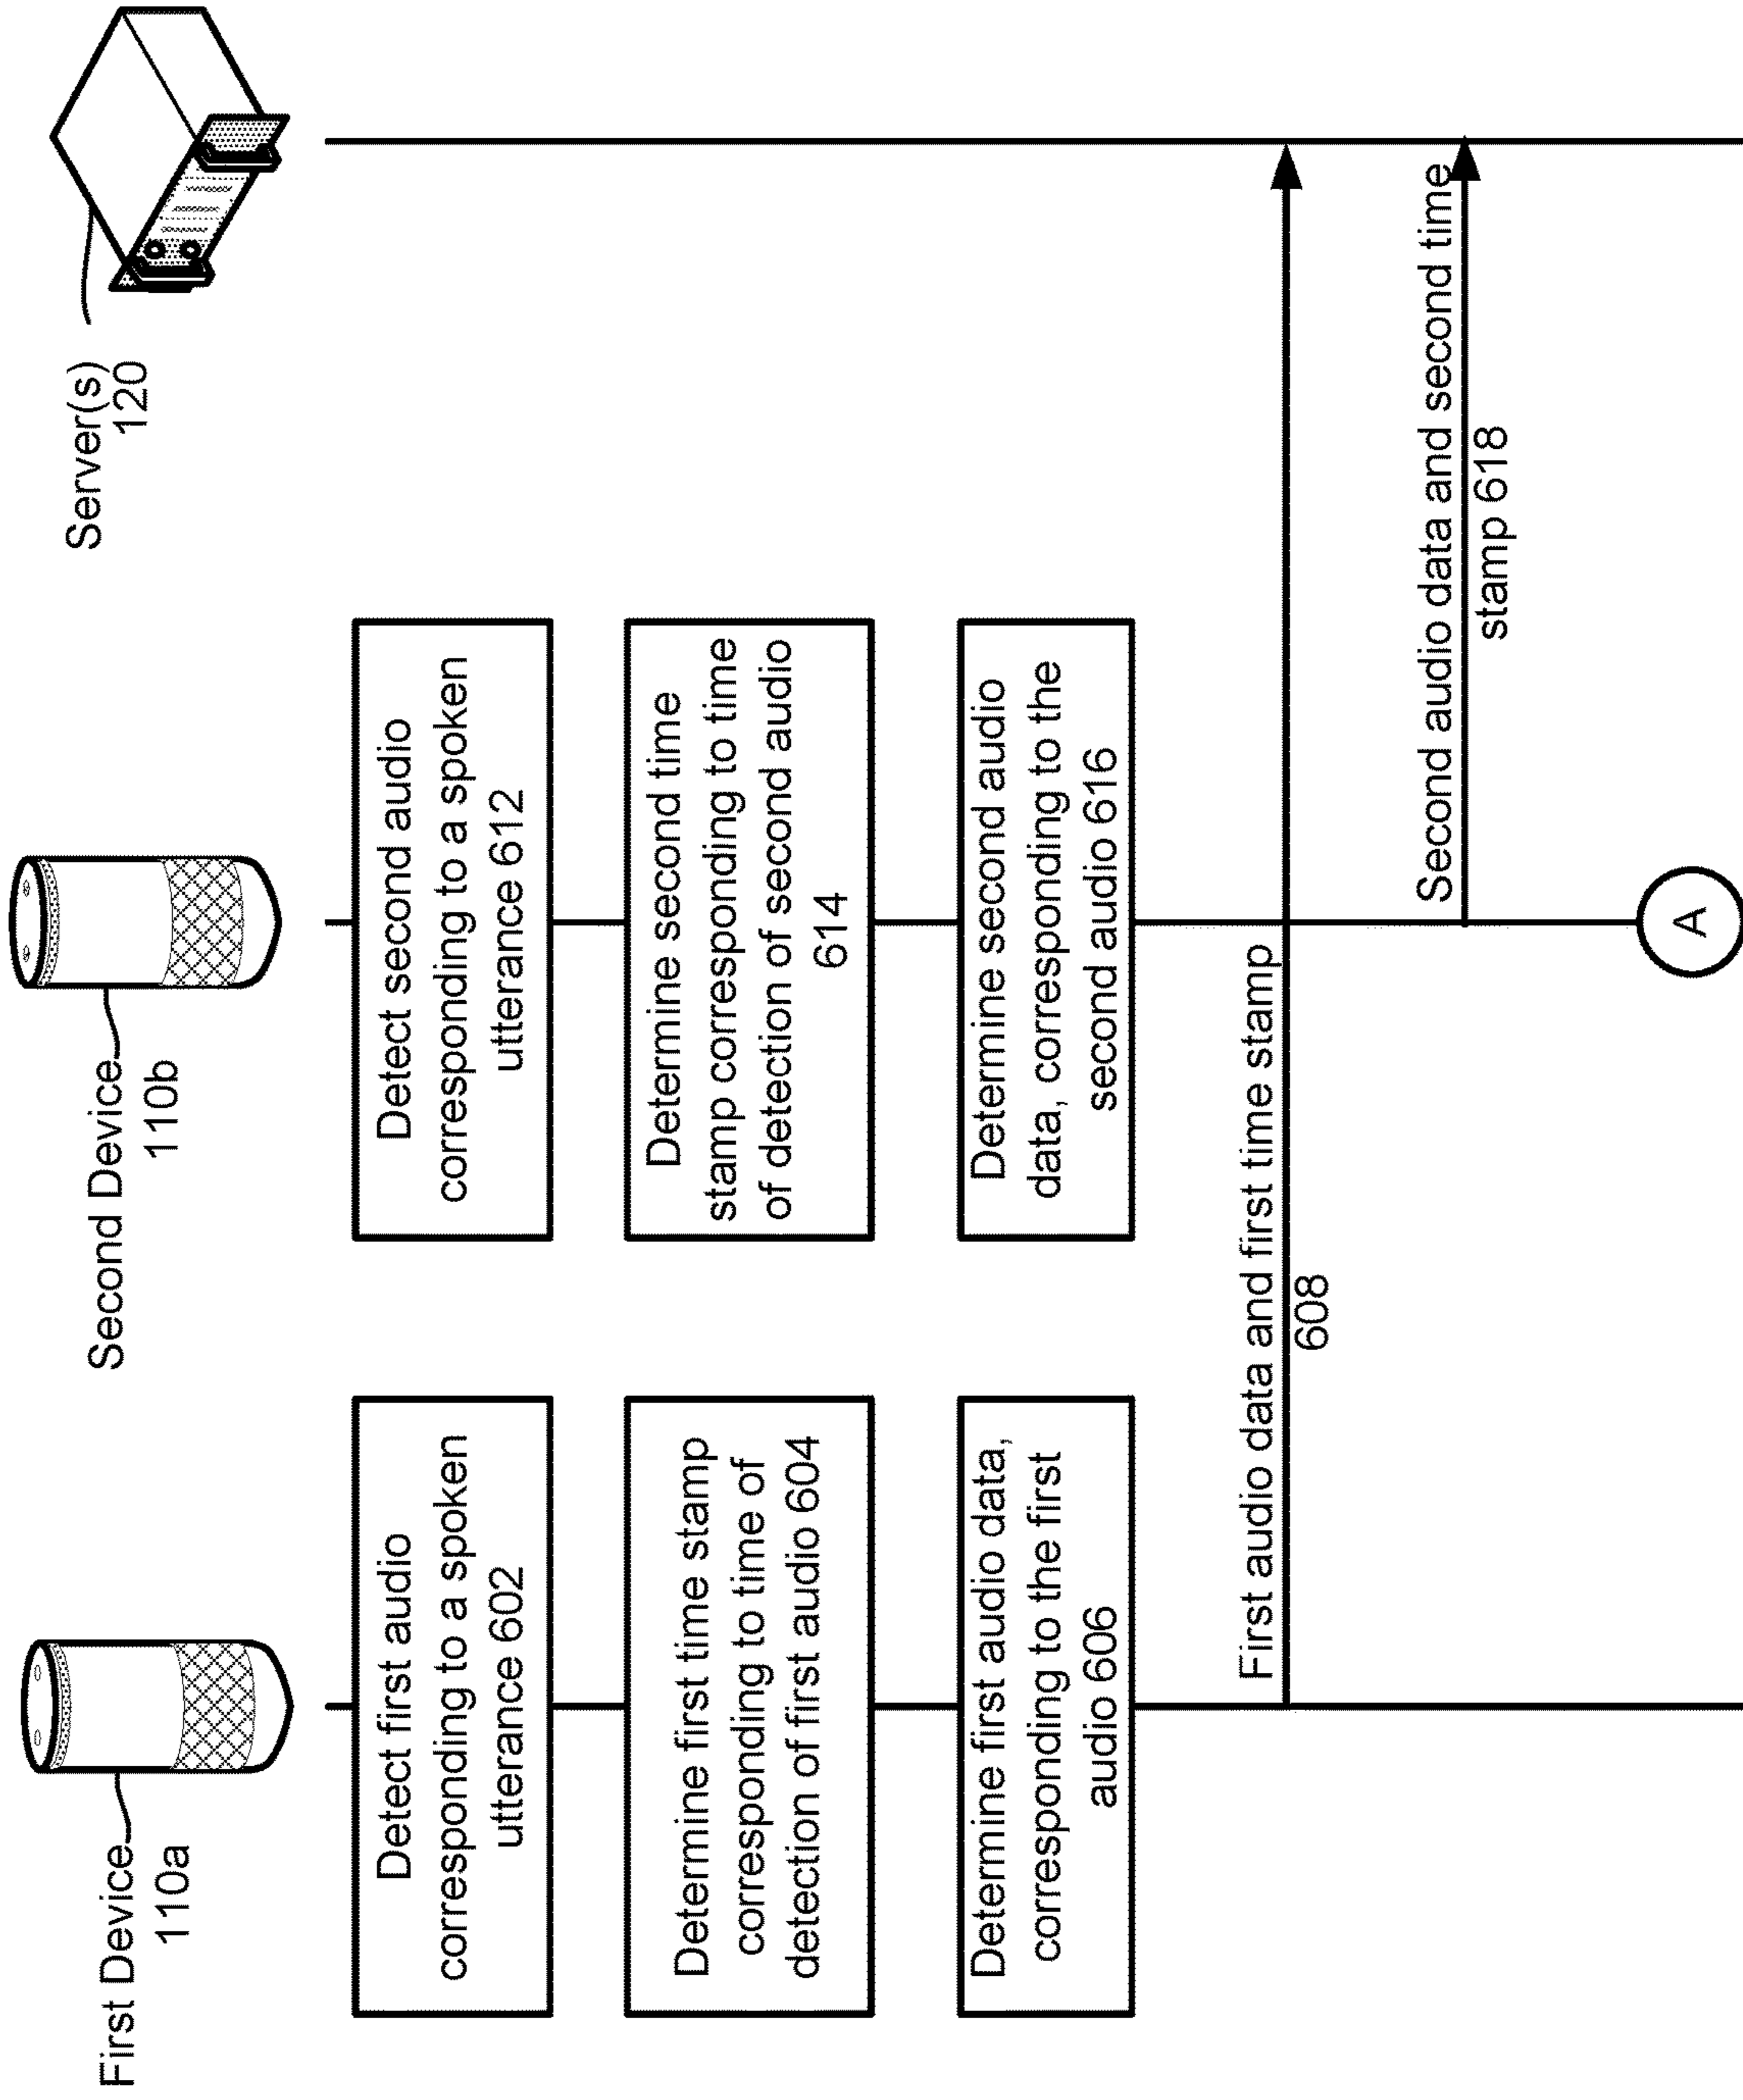 First Device
110a
Second Device
110b
Server(s)
120
Detect first audio
corresponding to a spoken
utterance 602
Detect second audio
corresponding to a spoken
utterance 612
Determine first time stamp
corresponding to time of
detection of first audio 604
Determine second time
stamp corresponding to time
of detection of second audio
614
Determine first audio data,
corresponding to the first
audio 606
Determine second audio
data, corresponding to the
second audio 616
First audio data and first time stamp
608
Second audio data and second time
stamp 618
A